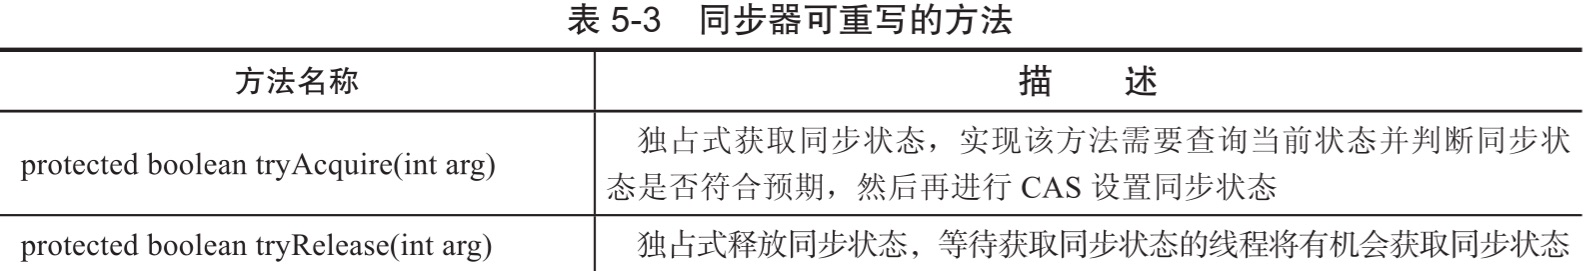 表 5-3 同步器可重写的方法
方法名称 描 述
protected boolean tryAcquire(int arg) 独占式获取同步状态，实现该方法需要查询当前状态并判断同步状
态是否符合预期，然后再进行 CAS 设置同步状态
protected boolean tryRelease(int arg) 独占式释放同步状态，等待获取同步状态的线程将有机会获取同步状态